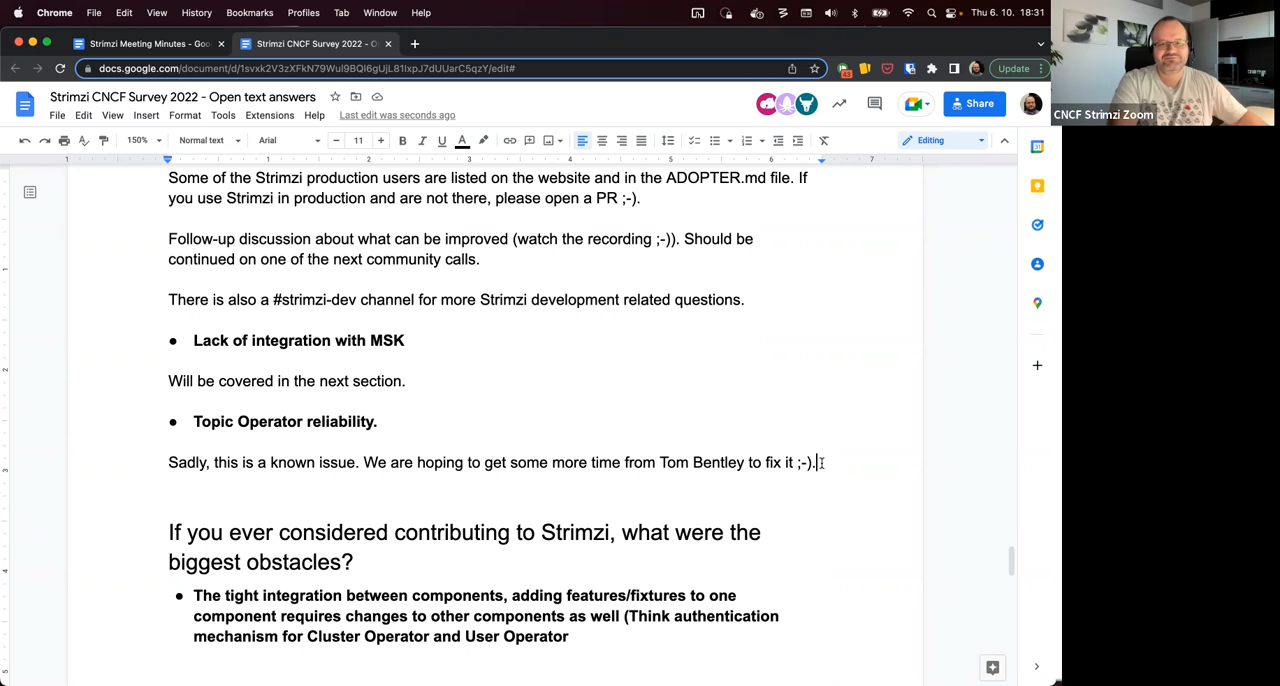 Chrome File Edit View History Bookmarks Profiles Tab Window Help Thu 6. 10. 18:31
Strimzi Meeting Minutes - Goo Strimzi CNCF Survey 2022 - O
docs.google.com/document/d/1svxk2V3zXFkN79Wul9BQl6gUjL81lxpJ7dUUarC5qzY/edit# 43 Update
CNCF Strimzi Zoom
Strimzi CNCF Survey 2022 - Open text answers
File Edit View Insert Format Tools Extensions Help Last edit was seconds ago
Share
150% Normal text Arial 11 B I U A Editing
1 1 2 3 4 5 6 7
Some of the Strimzi production users are listed on the website and in the ADOPTER.md file. If
you use Strimzi in production and are not there, please open a PR ;-).
Follow-up discussion about what can be improved (watch the recording ;-)). Should be
continued on one of the next community calls.
There is also a #strimzi-dev channel for more Strimzi development related questions.
● Lack of integration with MSK
Will be covered in the next section.
● Topic Operator reliability.
Sadly, this is a known issue. We are hoping to get some more time from Tom Bentley to fix it ;-).
If you ever considered contributing to Strimzi, what were the
biggest obstacles?
● The tight integration between components, adding features/fixtures to one
component requires changes to other components as well (Think authentication
mechanism for Cluster Operator and User Operator